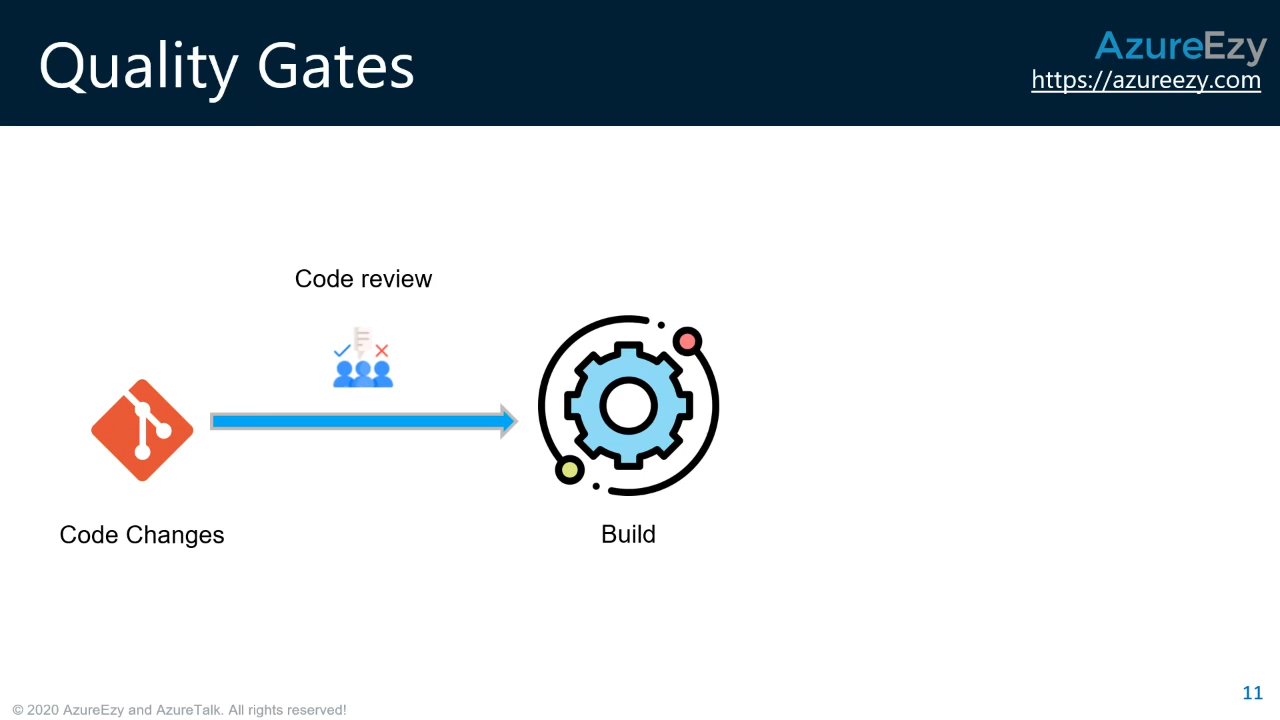 Quality Gates
AzureEzy
https://azureezy.com
Code review
Code Changes
Build
11
© 2020 AzureEzy and AzureTalk. All rights reserved!